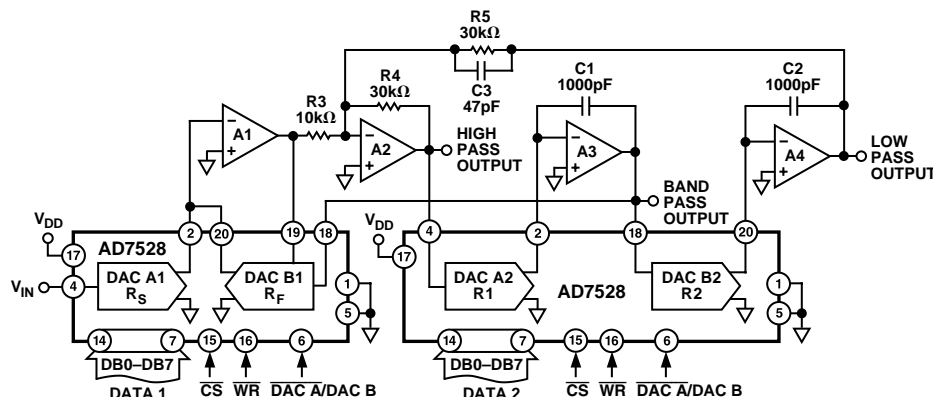 R5
30kΩ
C3
47pF
R4
30kΩ
R3
10kΩ
C1
1000pF
C2
1000pF
A1
A2
A3
A4
HIGH
PASS
OUTPUT
LOW
PASS
OUTPUT
BAND
PASS
OUTPUT
VDD
17
2
20
19
18
AD7528
VIN
4
DAC A1
RS
DAC B1
RF
1
5
14
7
15
16
6
DB0–DB7
DATA 1
CS
WR
DAC A/DAC B
VDD
17
4
2
18
20
DAC A2
R1
AD7528
DAC B2
R2
1
5
14
7
15
16
6
DB0–DB7
DATA 2
CS
WR
DAC A/DAC B